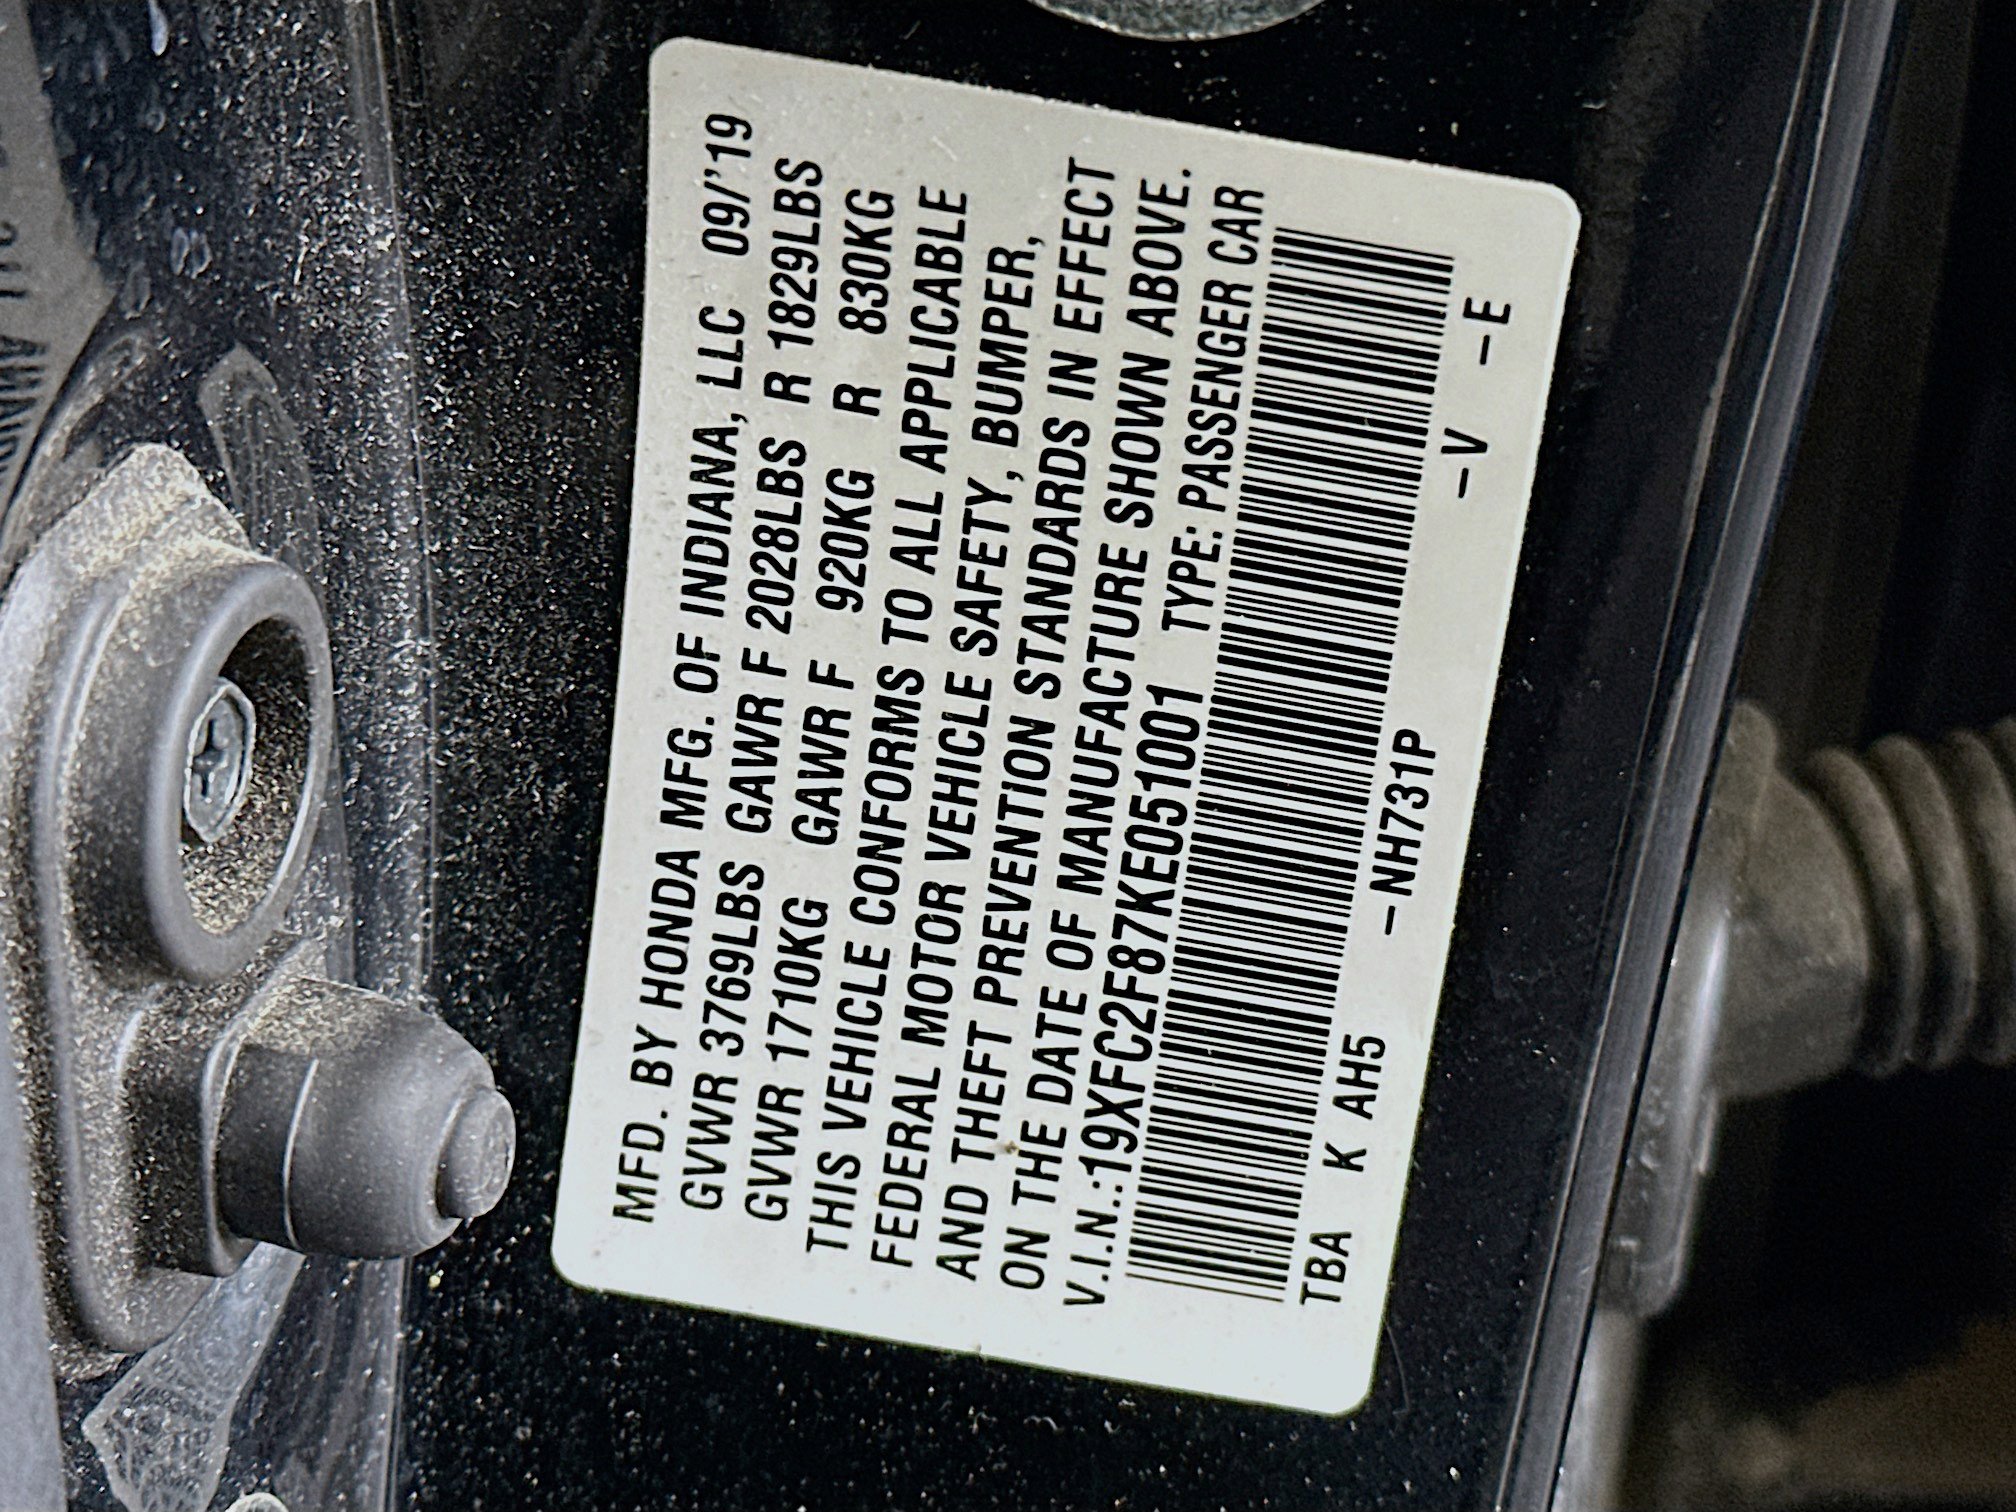 MFD. BY HONDA MFG. OF INDIANA, LLC 09/'19
GVWR 3769LBS GAWR F 2028LBS R 1829LBS
GVWR 1710KG GAWR F 920KG R 830KG
THIS VEHICLE CONFORMS TO ALL APPLICABLE
FEDERAL MOTOR VEHICLE SAFETY, BUMPER,
AND THEFT PREVENTION STANDARDS IN EFFECT
ON THE DATE OF MANUFACTURE SHOWN ABOVE.
V.I.N.:19XFC2F87KE051001 TYPE: PASSENGER CAR
TBA K AH5 -NH731P -V -E